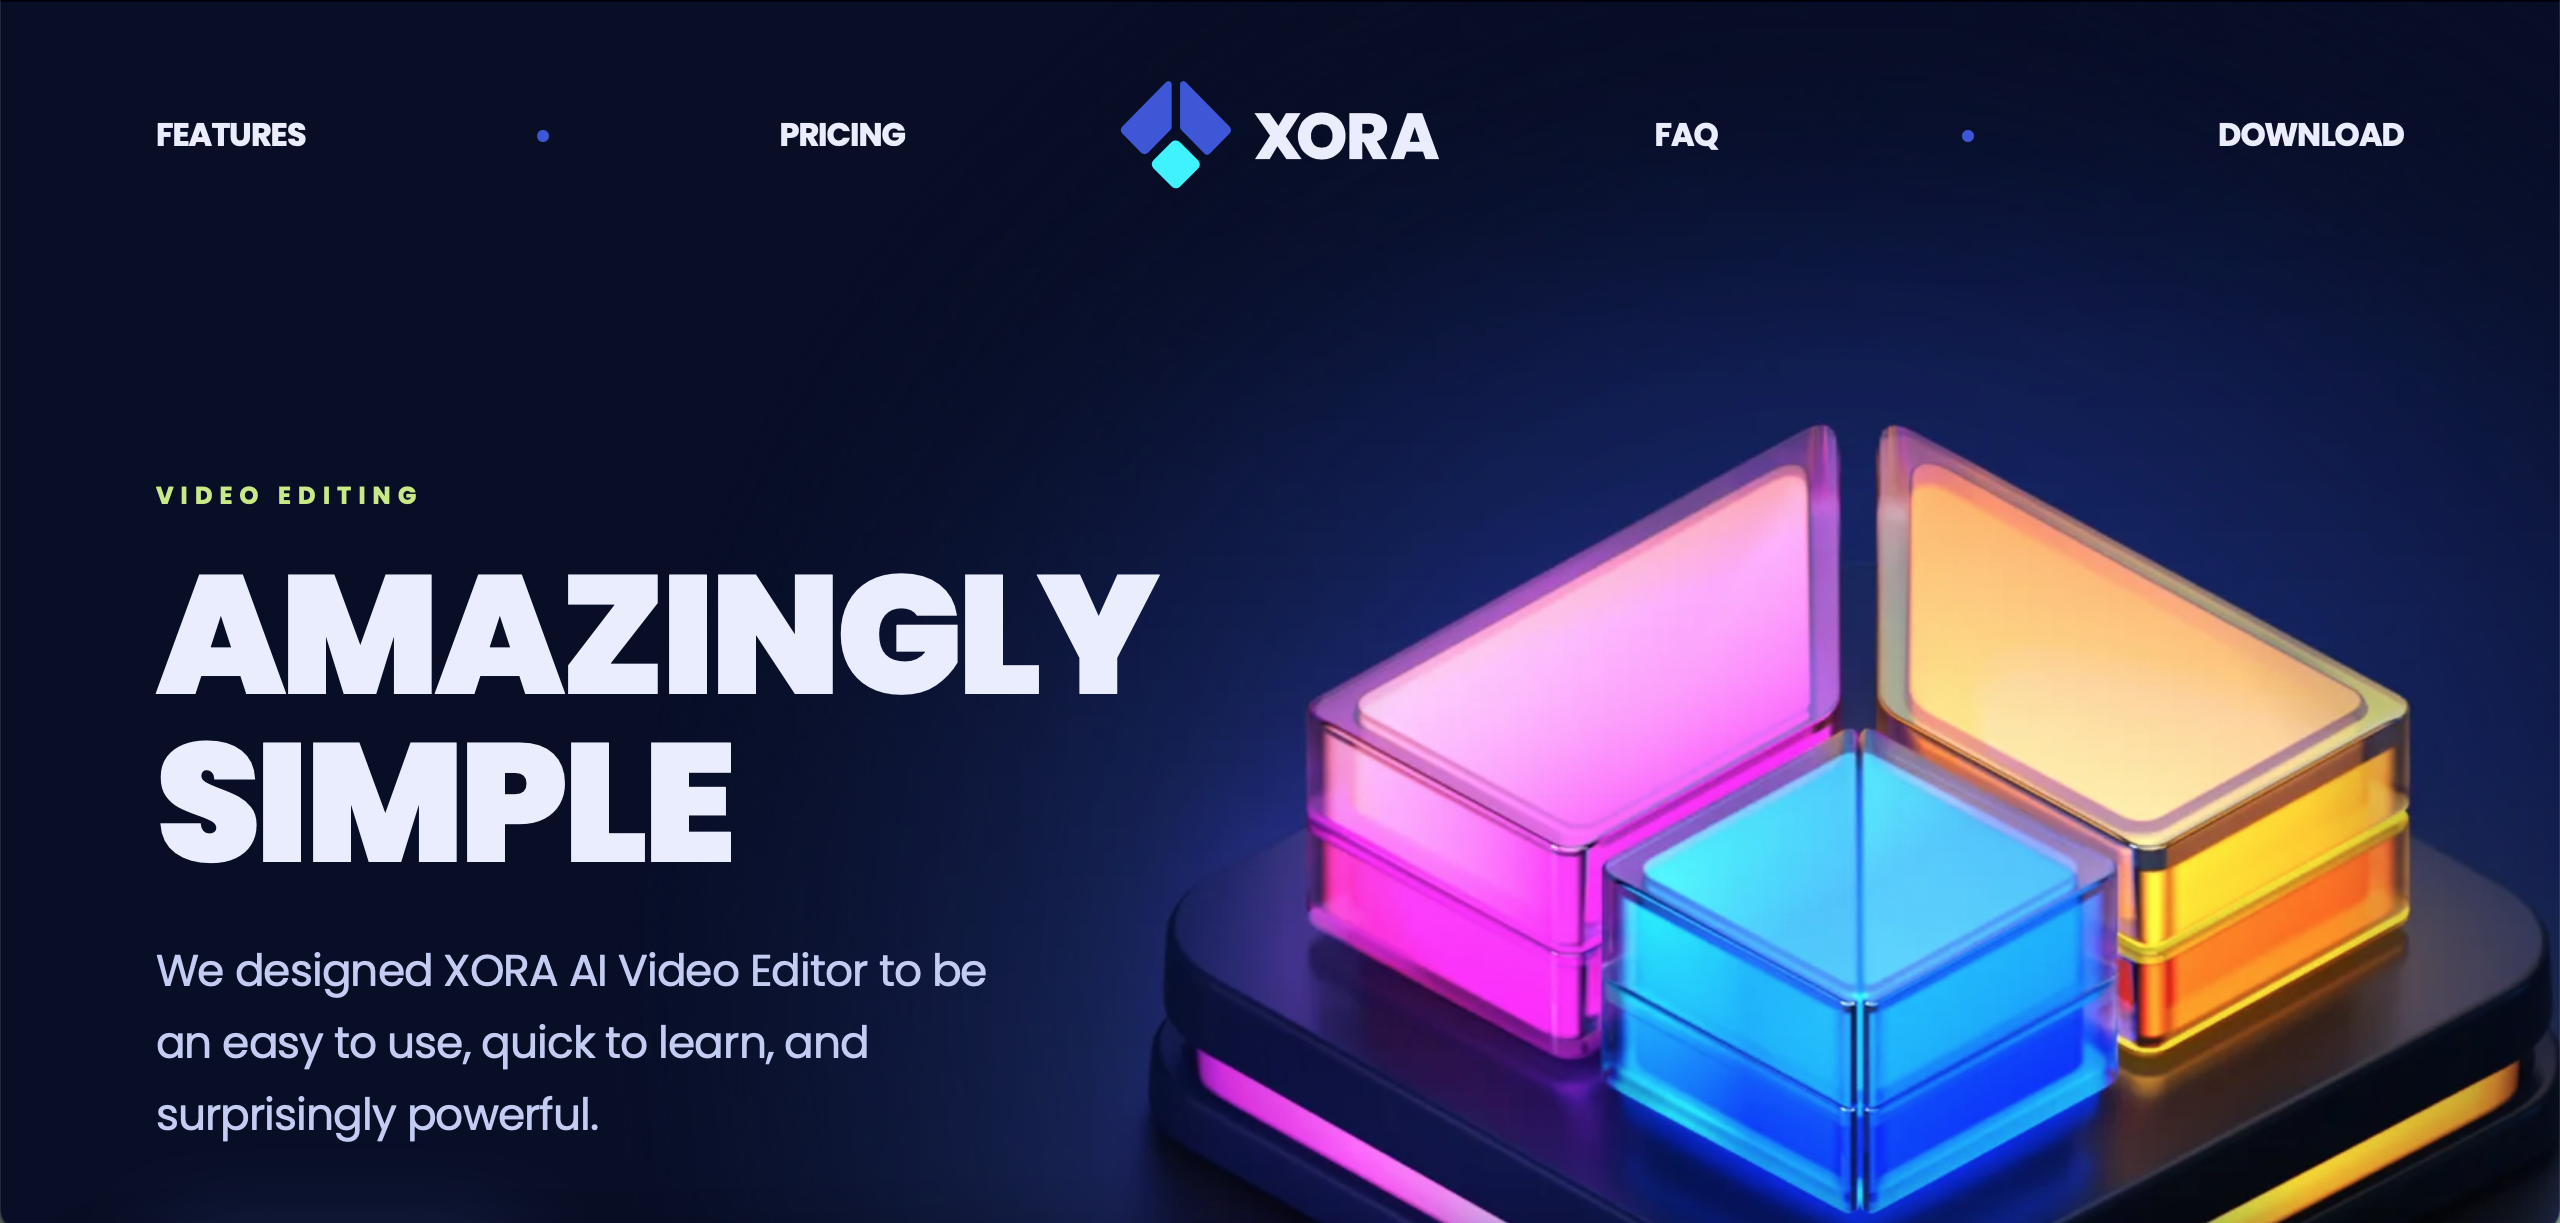 FEATURES
PRICING
XORA
FAQ
DOWNLOAD
VIDEO EDITING
AMAZINGLY
SIMPLE
We designed XORA AI Video Editor to be
an easy to use, quick to learn, and
surprisingly powerful.